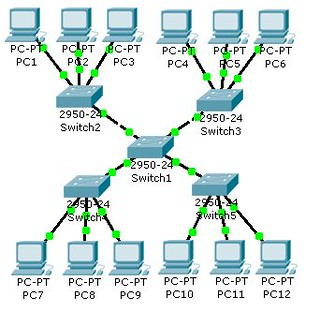 PC-PT PC-PT PC-PT
PC1 PC2 PC3
PC-PT PC-PT PC-PT
PC4 PC5 PC6
2950-24
Switch2
2950-24
Switch3
2950-24
Switch1
2950-24
Switch4
2950-24
Switch5
PC-PT PC-PT PC-PT
PC7 PC8 PC9
PC-PT PC-PT PC-PT
PC10 PC11 PC12